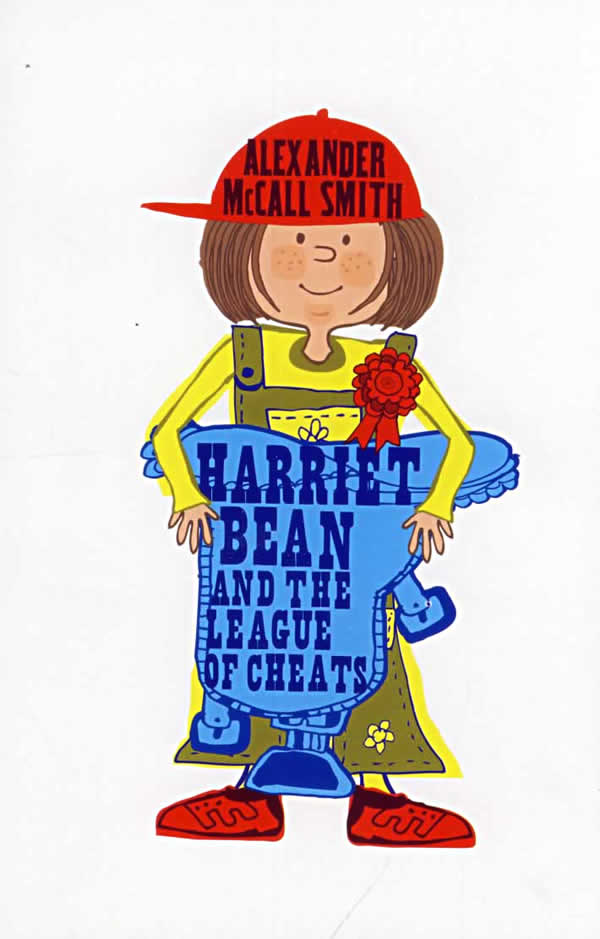 ALEXANDER
McCALL SMITH
HARRIET
BEAN
AND THE
LEAGUE
OF CHEATS